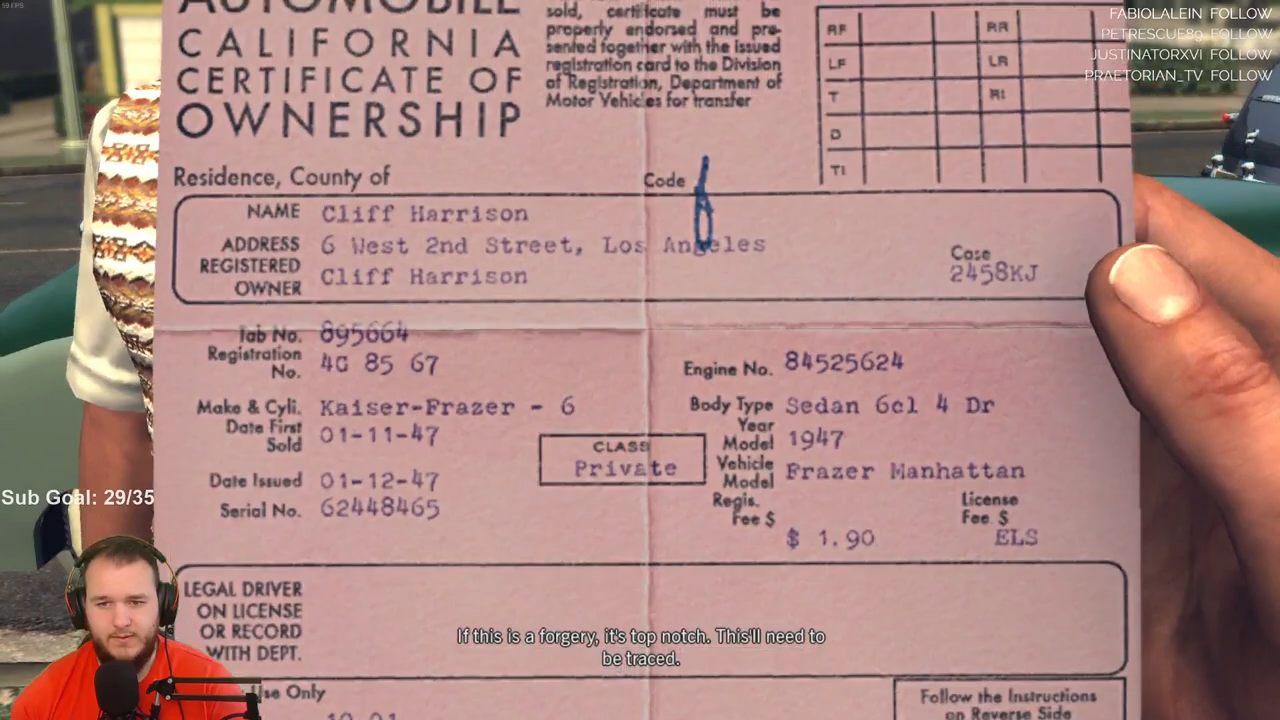 59 FPS
FABIOLALEIN FOLLOW
PETRESCUE89 FOLLOW
JUSTINATORXVI FOLLOW
PRAETORIAN_TV FOLLOW
AUTOMOBILE
CALIFORNIA
CERTIFICATE OF
OWNERSHIP
sold, certificate must be
properly endorsed and pre-
sented together with the issued
registration card to the Division
of Registration, Department of
Motor Vehicles for transfer
RF RR
LF LR
T RI
D
TI
Residence, County of
Code 6
NAME Cliff Harrison
ADDRESS 6 West 2nd Street, Los Angeles
REGISTERED OWNER Cliff Harrison
Case
2458KJ
Tab No. 895664
Registration No. 4G 85 67
Engine No. 84525624
Make & Cyli. Kaiser-Frazer - 6
Body Type Sedan 6cl 4 Dr
Date First Sold 01-11-47
CLASS
Private
Year Model 1947
Vehicle Model Frazer Manhattan
Date Issued 01-12-47
Serial No. 62448465
Regis. Fee $
$ 1.90
License Fee $
ELS
Sub Goal: 29/35
LEGAL DRIVER
ON LICENSE
OR RECORD
WITH DEPT.
If this is a forgery, it's top notch. This'll need to
be traced.
Use Only
Follow the Instructions
on Reverse Side